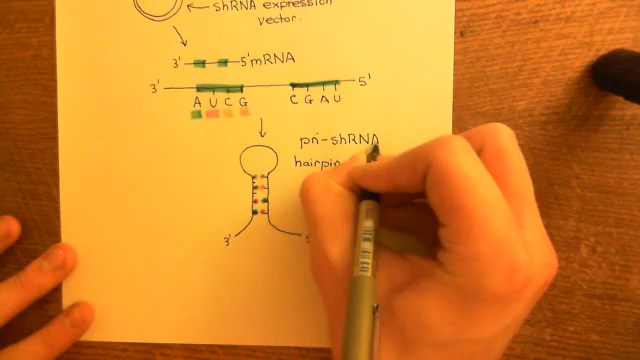 shRNA expression
vector.
3' 5' mRNA
3' 5'
A U C G C G A U
pri-shRNA
hairpin
3' 5'